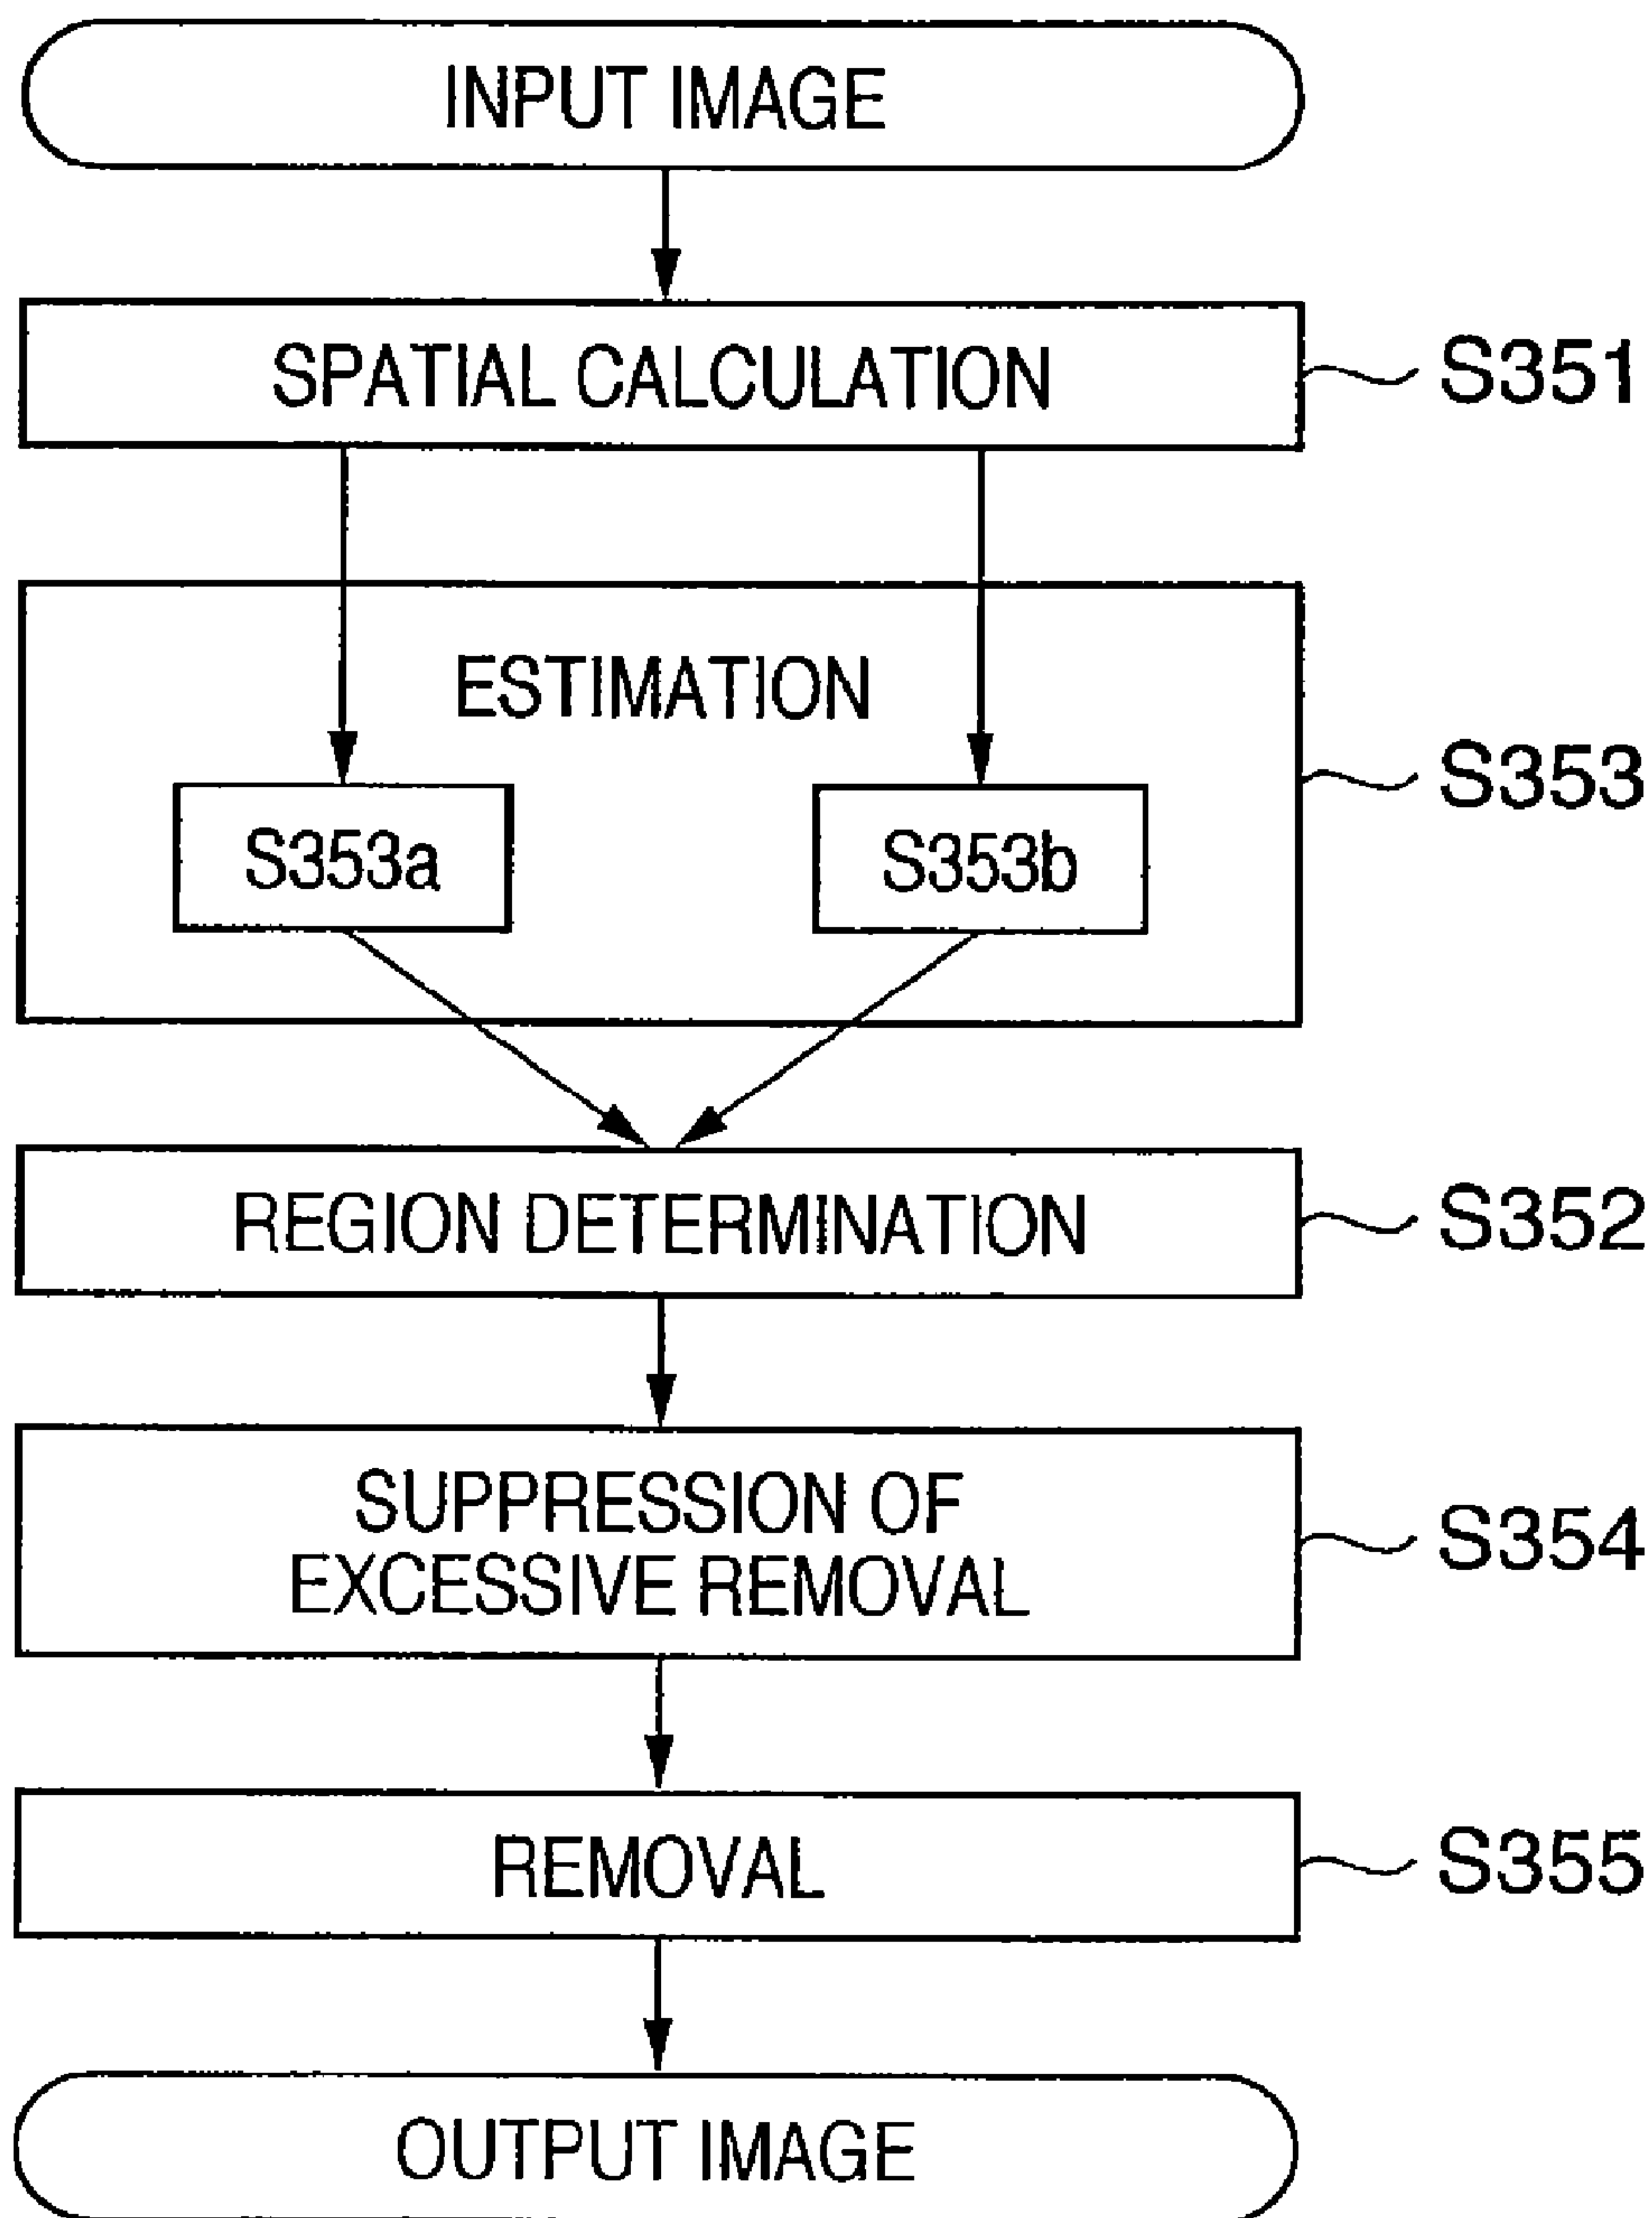 INPUT IMAGE
SPATIAL CALCULATION
S351
ESTIMATION
S353
S353a
S353b
REGION DETERMINATION
S352
SUPPRESSION OF
EXCESSIVE REMOVAL
S354
REMOVAL
S355
OUTPUT IMAGE